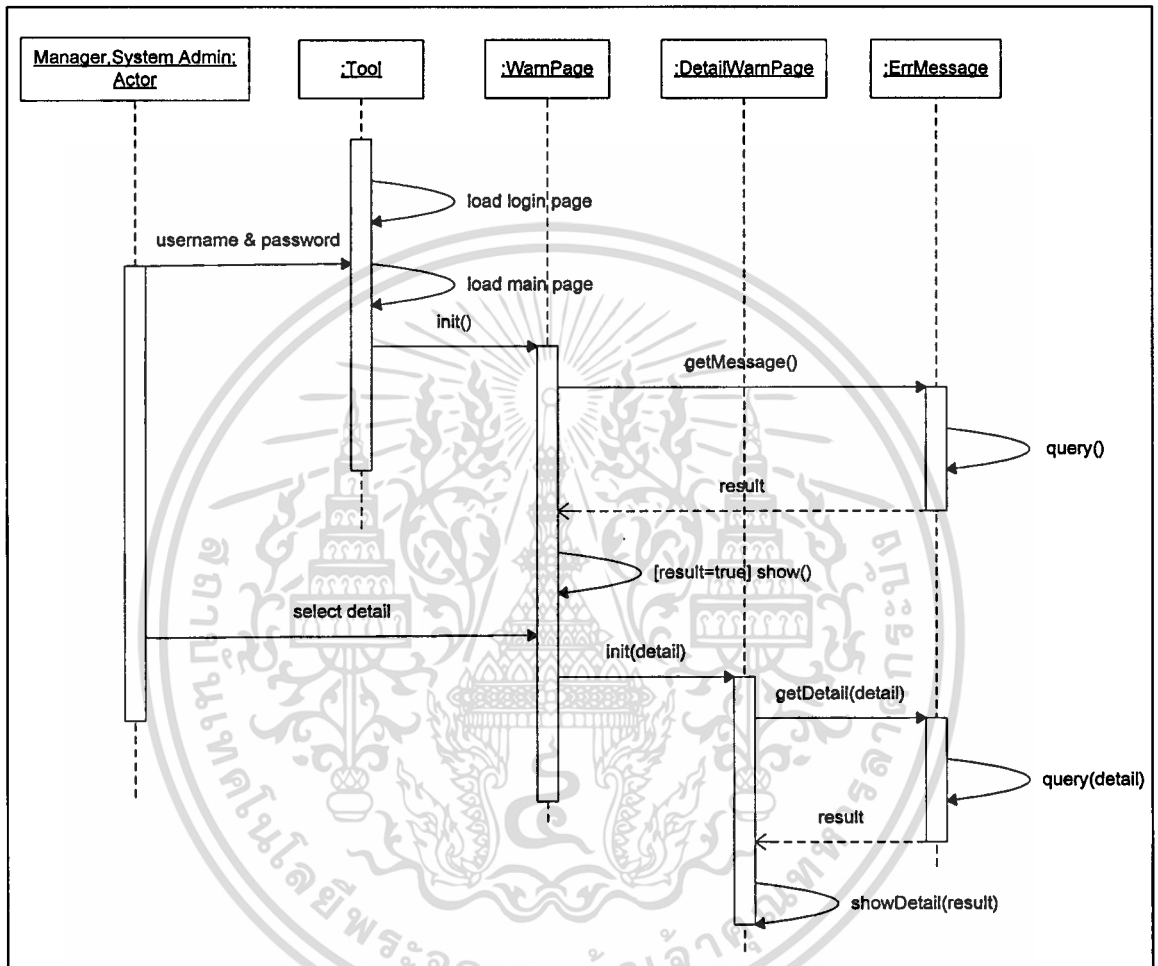 Manager,System Admin:
Actor
:Tool
:WarnPage
:DetailWarnPage
:ErrMessage
load login page
username & password
load main page
init()
getMessage()
query()
result
[result=true] show()
select detail
init(detail)
getDetail(detail)
query(detail)
result
showDetail(result)